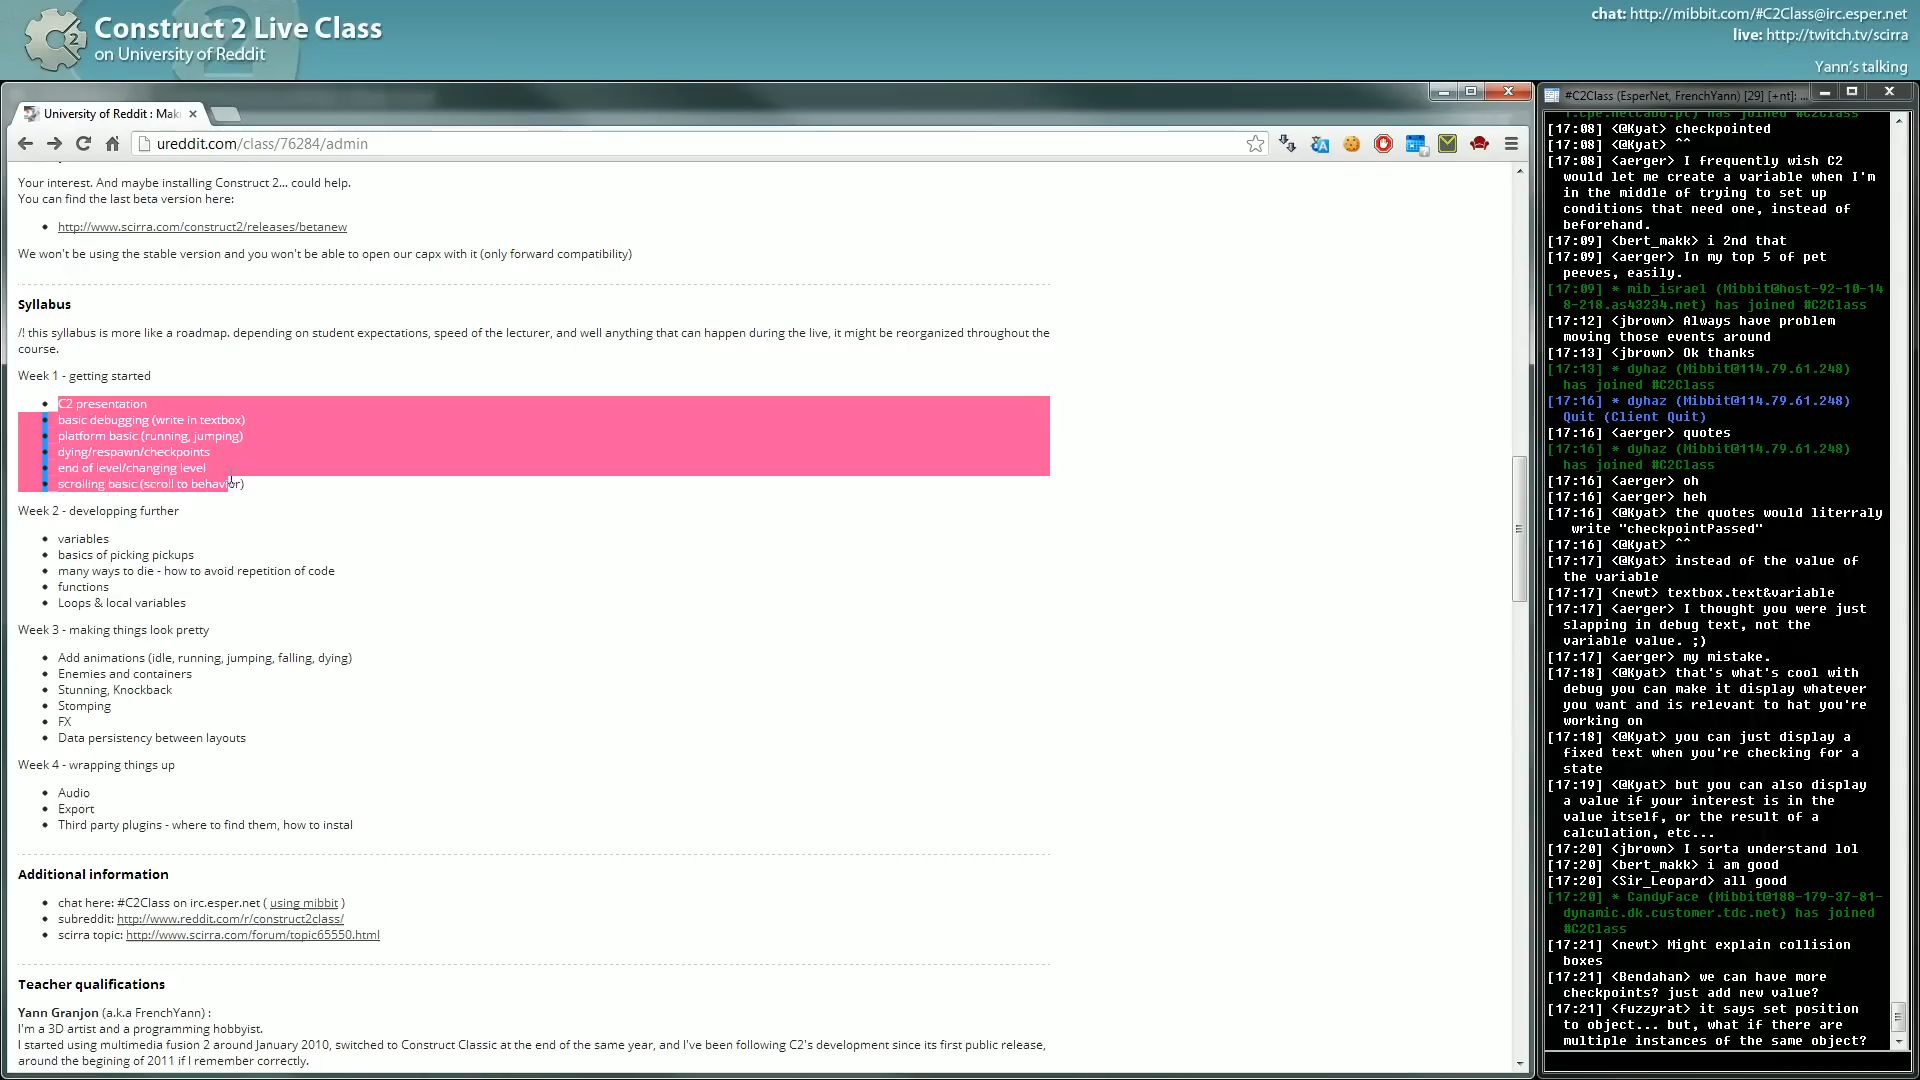 Construct 2 Live Class
on University of Reddit
chat: http://mibbit.com/#C2Class@irc.esper.net
live: http://twitch.tv/scirra
Yann's talking
University of Reddit : Mak
ureddit.com/class/76284/admin
Your interest. And maybe installing Construct 2... could help.
You can find the last beta version here:
http://www.scirra.com/construct2/releases/betanew
We won't be using the stable version and you won't be able to open our capx with it (only forward compatibility)
Syllabus
/! this syllabus is more like a roadmap. depending on student expectations, speed of the lecturer, and well anything that can happen during the live, it might be reorganized throughout the
course.
Week 1 - getting started
C2 presentation
basic debugging (write in textbox)
platform basic (running, jumping)
dying/respawn/checkpoints
end of level/changing level
scrolling basic (scroll to behavior)
Week 2 - developping further
variables
basics of picking pickups
many ways to die - how to avoid repetition of code
functions
Loops & local variables
Week 3 - making things look pretty
Add animations (idle, running, jumping, falling, dying)
Enemies and containers
Stunning, Knockback
Stomping
FX
Data persistency between layouts
Week 4 - wrapping things up
Audio
Export
Third party plugins - where to find them, how to instal
Additional information
chat here: #C2Class on irc.esper.net ( using mibbit )
subreddit: http://www.reddit.com/r/construct2class/
scirra topic: http://www.scirra.com/forum/topic65550.html
Teacher qualifications
Yann Granjon (a.k.a FrenchYann) :
I'm a 3D artist and a programming hobbyist.
I started using multimedia fusion 2 around January 2010, switched to Construct Classic at the end of the same year, and I've been following C2's development since its first public release,
around the begining of 2011 if I remember correctly.
#C2Class (EsperNet, FrenchYann) [29] [+nt]: ...
has joined #C2Class
[17:08] <@Kyat> checkpointed
[17:08] <@Kyat> ^^
[17:08] <aerger> I frequently wish C2
would let me create a variable when I'm
in the middle of trying to set up
conditions that need one, instead of
beforehand.
[17:09] <bert_makk> i 2nd that
[17:09] <aerger> In my top 5 of pet
peeves, easily.
[17:09] * mib_israel (Mibbit@host-92-10-14
8-218.as43234.net) has joined #C2Class
[17:12] <jbrown> Always have problem
moving those events around
[17:13] <jbrown> Ok thanks
[17:13] * dyhaz (Mibbit@114.79.61.248)
has joined #C2Class
[17:16] * dyhaz (Mibbit@114.79.61.248)
Quit (Client Quit)
[17:16] <aerger> quotes
[17:16] * dyhaz (Mibbit@114.79.61.248)
has joined #C2Class
[17:16] <aerger> oh
[17:16] <aerger> heh
[17:16] <@Kyat> the quotes would literraly
write "checkpointPassed"
[17:16] <@Kyat> ^^
[17:17] <@Kyat> instead of the value of
the variable
[17:17] <newt> textbox.text&variable
[17:17] <aerger> I thought you were just
slapping in debug text, not the
variable value. ;)
[17:17] <aerger> my mistake.
[17:18] <@Kyat> that's what's cool with
debug you can make it display whatever
you want and is relevant to hat you're
working on
[17:18] <@Kyat> you can just display a
fixed text when you're checking for a
state
[17:19] <@Kyat> but you can also display
a value if your interest is in the
value itself, or the result of a
calculation, etc...
[17:20] <jbrown> I sorta understand lol
[17:20] <bert_makk> i am good
[17:20] <Sir_Leopard> all good
[17:20] * CandyFace (Mibbit@188-179-37-81-
dynamic.dk.customer.tdc.net) has joined
#C2Class
[17:21] <newt> Might explain collision
boxes
[17:21] <Bendahan> we can have more
checkpoints? just add new value?
[17:21] <fuzzyrat> it says set position
to object... but, what if there are
multiple instances of the same object?